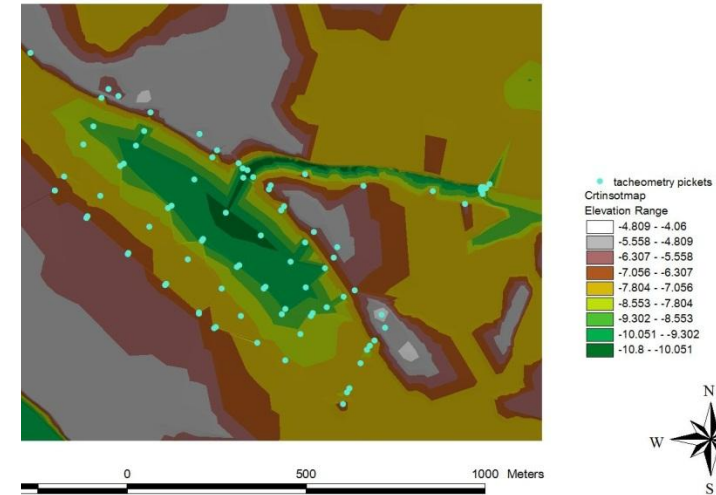 tacheometry pickets
Crtinsotmap
Elevation Range
-4.809 - -4.06
-5.558 - -4.809
-6.307 - -5.558
-7.056 - -6.307
-7.804 - -7.056
-8.553 - -7.804
-9.302 - -8.553
-10.051 - -9.302
-10.8 - -10.051
N
W
S
0 500 1000 Meters